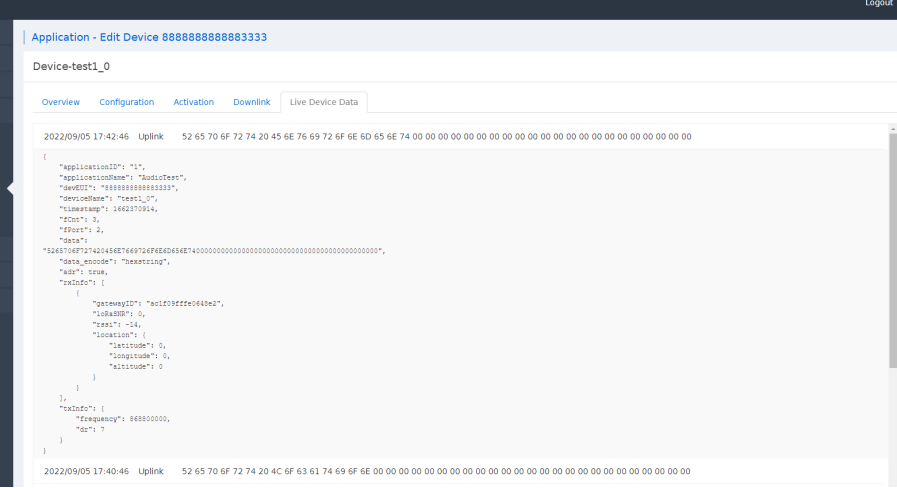 Logout
Application - Edit Device 8888888888883333
Device-test1_0
Overview Configuration Activation Downlink Live Device Data
2022/09/05 17:42:46 Uplink 52 65 70 6F 72 74 20 45 6E 76 69 72 6F 6E 6D 65 6E 74 00 00 00 00 00 00 00 00 00 00 00 00 00 00 00 00 00 00 00 00 00 00
{
"applicationID": "1",
"applicationName": "AudioTest",
"devEUI": "8888888888883333",
"deviceName": "test1_0",
"timestamp": 1662370914,
"fCnt": 3,
"fPort": 2,
"data":
"5265706F727420456E7669726F6E6D656E7400000000000000000000000000000000000000000000",
"data_encode": "hexstring",
"adr": true,
"rxInfo": [
{
"gatewayID": "ac1f09fffe0648e2",
"loRaSNR": 0,
"rssi": -14,
"location": {
"latitude": 0,
"longitude": 0,
"altitude": 0
}
}
],
"txInfo": {
"frequency": 868800000,
"dr": 7
}
}
2022/09/05 17:40:46 Uplink 52 65 70 6F 72 74 20 4C 6F 63 61 74 69 6F 6E 00 00 00 00 00 00 00 00 00 00 00 00 00 00 00 00 00 00 00 00 00 00 00 00 00